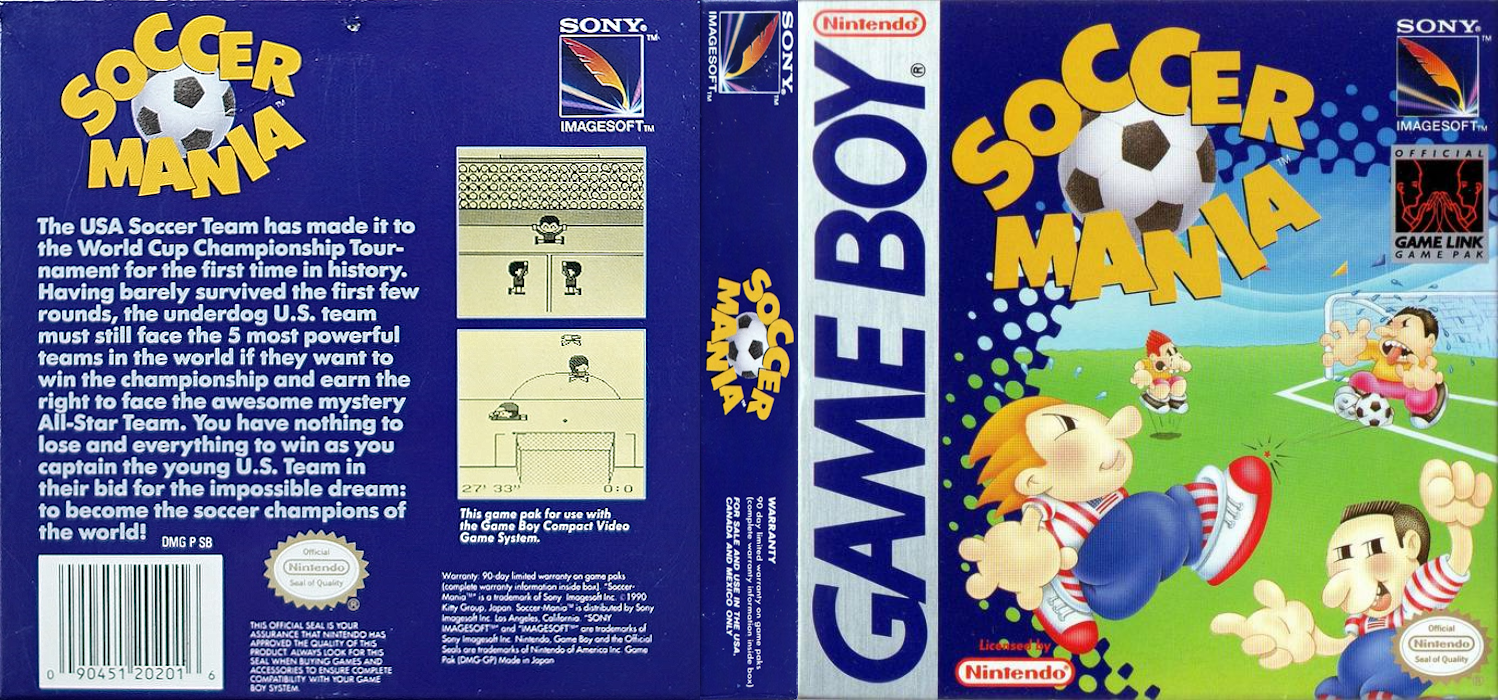 SOCCER
MANIA™
SONY®
™
IMAGESOFT™
The USA Soccer Team has made it to
the World Cup Championship Tour-
nament for the first time in history.
Having barely survived the first few
rounds, the underdog U.S. team
must still face the 5 most powerful
teams in the world if they want to
win the championship and earn the
right to face the awesome mystery
All-Star Team. You have nothing to
lose and everything to win as you
captain the young U.S. Team in
their bid for the impossible dream:
to become the soccer champions of
the world!
DMG P SB
27' 33" 0:0
This game pak for use with
the Game Boy Compact Video
Game System.
0 90451 20201 6
Official
Nintendo
Seal of Quality
®
THIS OFFICIAL SEAL IS YOUR
ASSURANCE THAT NINTENDO HAS
APPROVED THE QUALITY OF THIS
PRODUCT. ALWAYS LOOK FOR THIS
SEAL WHEN BUYING GAMES AND
ACCESSORIES TO ENSURE COMPLETE
COMPATIBILITY WITH YOUR GAME
BOY SYSTEM.
Warranty: 90-day limited warranty on game paks
(complete warranty information inside box). "Soccer-
Mania™" is a trademark of Sony Imagesoft Inc. © 1990
Kitty Group, Japan. Soccer-Mania™ is distributed by Sony
Imagesoft Inc. Los Angeles, California. "SONY
IMAGESOFT™" and "IMAGESOFT™" are trademarks of
Sony Imagesoft Inc. Nintendo, Game Boy and the Official
Seals are trademarks of Nintendo of America Inc. Game
Pak (DMG-GP) Made in Japan
SONY®
™
IMAGESOFT™
SOCCER
MANIA
WARRANTY
90 day limited warranty on game paks
(complete warranty information inside box)
FOR SALE AND USE IN THE USA,
CANADA AND MEXICO ONLY
Nintendo®
GAME BOY®
SOCCER
MANIA™
SONY®
™
IMAGESOFT™
OFFICIAL
GAME LINK
GAME PAK
Licensed by
Nintendo®
Official
Nintendo
Seal of Quality